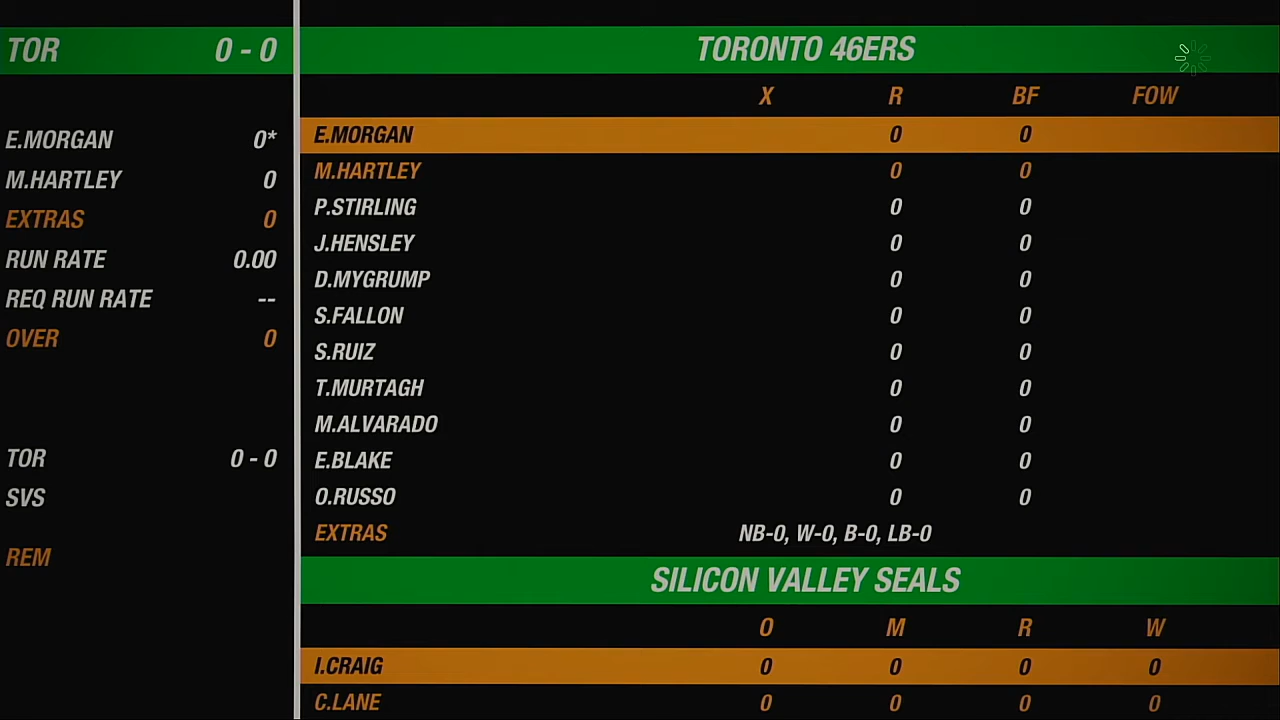 TOR 0 - 0
E.MORGAN 0*
M.HARTLEY 0
EXTRAS 0
RUN RATE 0.00
REQ RUN RATE --
OVER 0
TOR 0 - 0
SVS
REM
TORONTO 46ERS
X R BF FOW
E.MORGAN 0 0
M.HARTLEY 0 0
P.STIRLING 0 0
J.HENSLEY 0 0
D.MYGRUMP 0 0
S.FALLON 0 0
S.RUIZ 0 0
T.MURTAGH 0 0
M.ALVARADO 0 0
E.BLAKE 0 0
O.RUSSO 0 0
EXTRAS NB-0, W-0, B-0, LB-0
SILICON VALLEY SEALS
O M R W
I.CRAIG 0 0 0 0
C.LANE 0 0 0 0